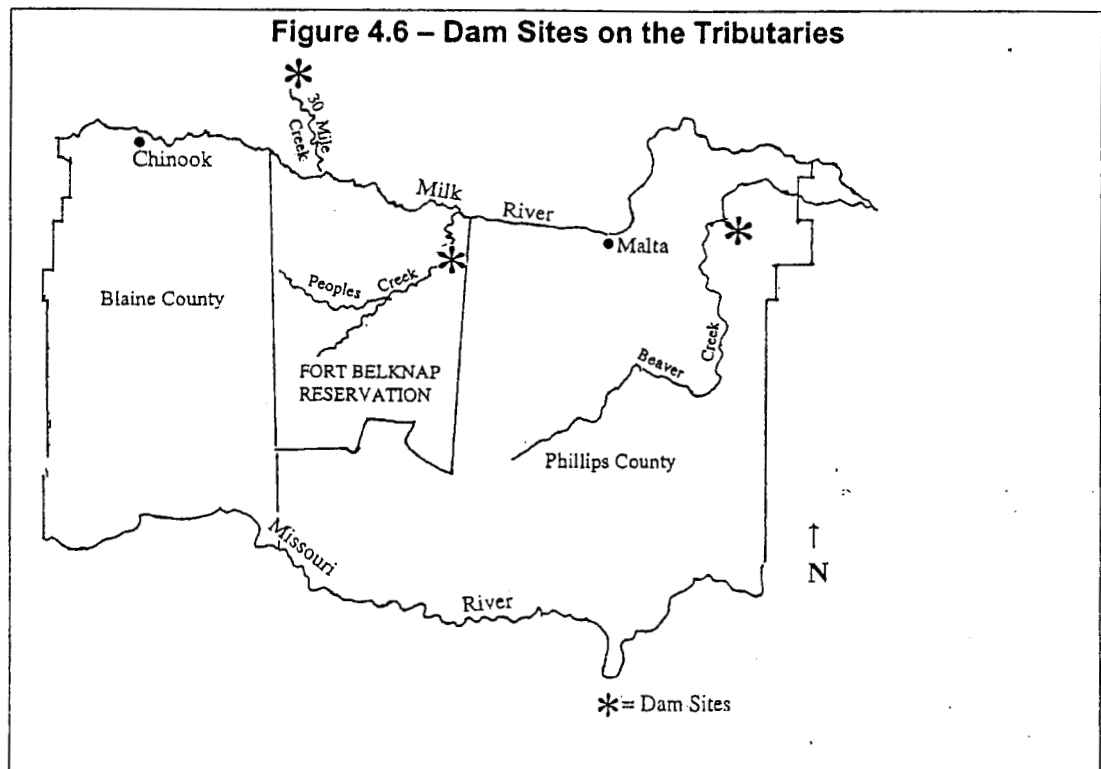 Figure 4.6 – Dam Sites on the Tributaries
30 Mile
Creek
Chinook
Milk
River
Malta
Peoples
Creek
Blaine County
Creek
Beaver
FORT BELKNAP
RESERVATION
Phillips County
Missouri
River
↑
N
*= Dam Sites